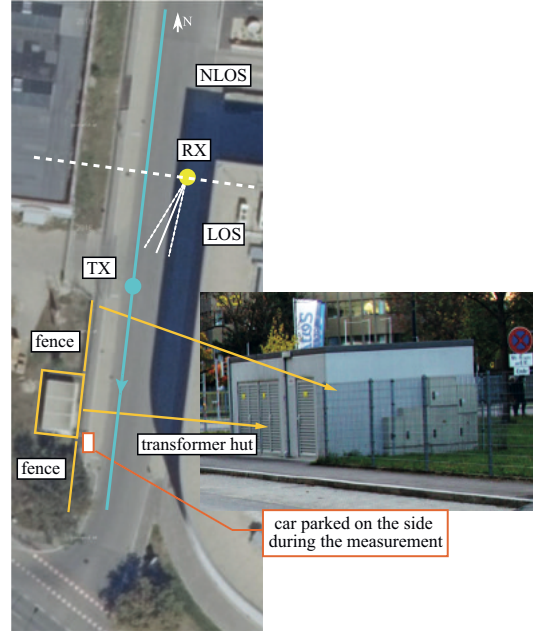 N
NLOS
RX
LOS
TX
fence
transformer hut
fence
car parked on the side
during the measurement